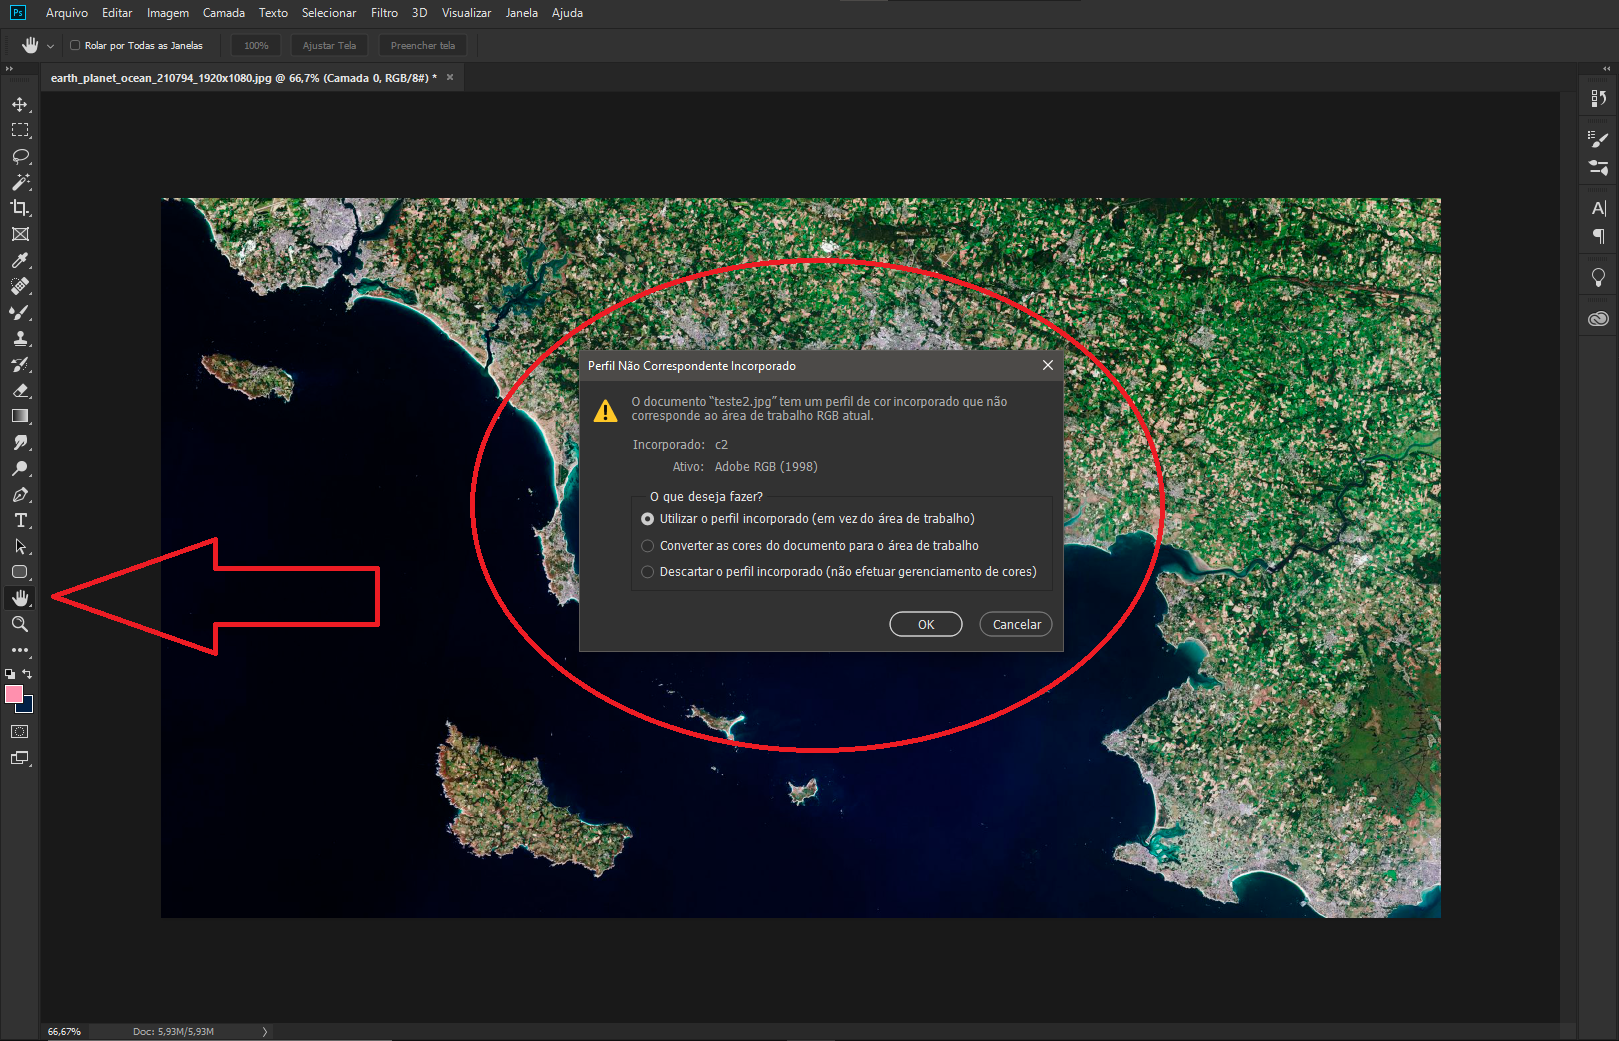 Ps Arquivo Editar Imagem Camada Texto Selecionar Filtro 3D Visualizar Janela Ajuda
Rolar por Todas as Janelas 100% Ajustar Tela Preencher tela
earth_planet_ocean_210794_1920x1080.jpg @ 66,7% (Camada 0, RGB/8#) * ×
Perfil Não Correspondente Incorporado
O documento “teste2.jpg” tem um perfil de cor incorporado que não
corresponde ao área de trabalho RGB atual.
Incorporado: c2
Ativo: Adobe RGB (1998)
O que deseja fazer?
Utilizar o perfil incorporado (em vez do área de trabalho)
Converter as cores do documento para o área de trabalho
Descartar o perfil incorporado (não efetuar gerenciamento de cores)
OK Cancelar
66,67% Doc: 5,93M/5,93M